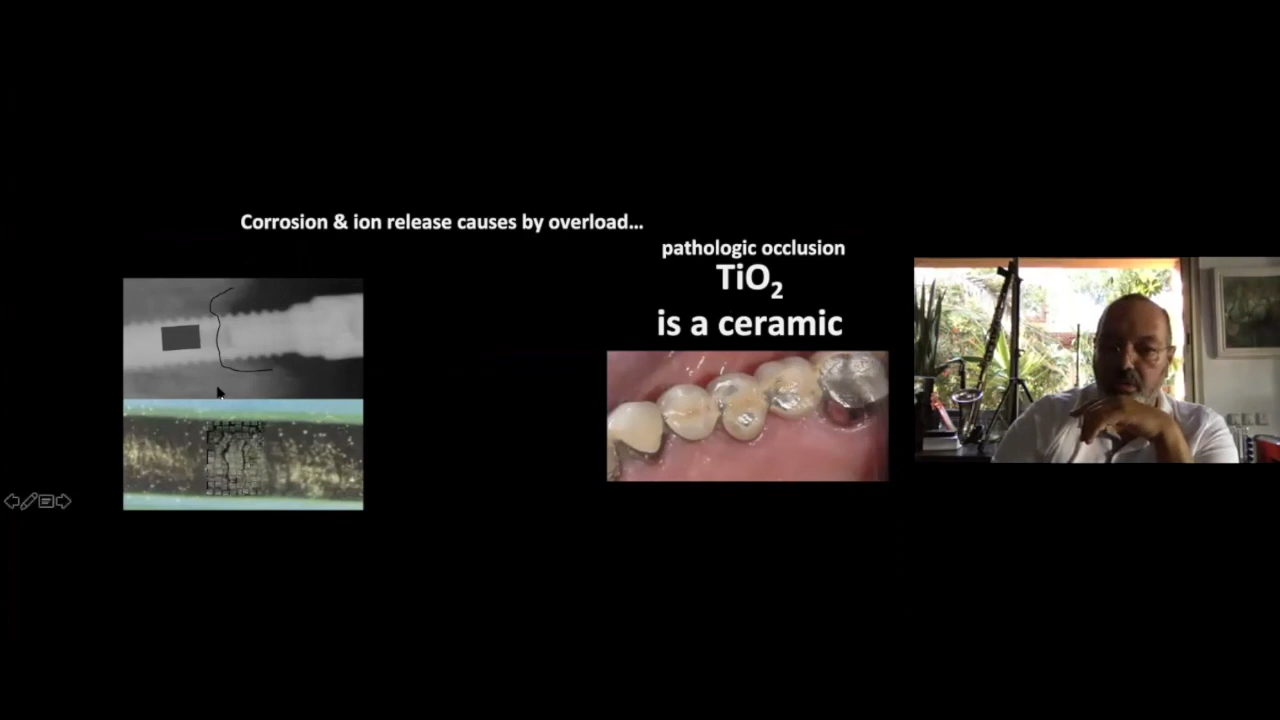 Corrosion & ion release causes by overload...
pathologic occlusion
TiO₂
is a ceramic